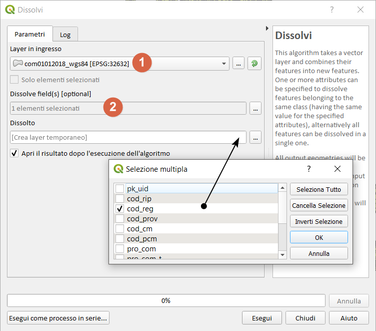 Dissolvi
Parametri
Log
Layer in ingresso
com01012018_wgs84 [EPSG:32632]
1
...
Solo elementi selezionati
Dissolve field(s) [optional]
1 elementi selezionati
2
...
Dissolto
[Crea layer temporaneo]
...
Apri il risultato dopo l'esecuzione dell'algoritmo
Dissolvi
This algorithm takes a vector
layer and combines their
features into new features.
One or more attributes can
be specified to dissolve
features belonging to the
same class (having the same
value for the specified
attributes), alternatively all
features can be dissolved in a
single one.
All output geometries will be
Selezione multipla
pk_uid
cod_rip
cod_reg
cod_prov
cod_cm
cod_pcm
pro_com
pro_com_t
Seleziona Tutto
Cancella Selezione
Inverti Selezione
OK
Annulla
0%
Annulla
Esegui come processo in serie...
Esegui
Chiudi
Aiuto